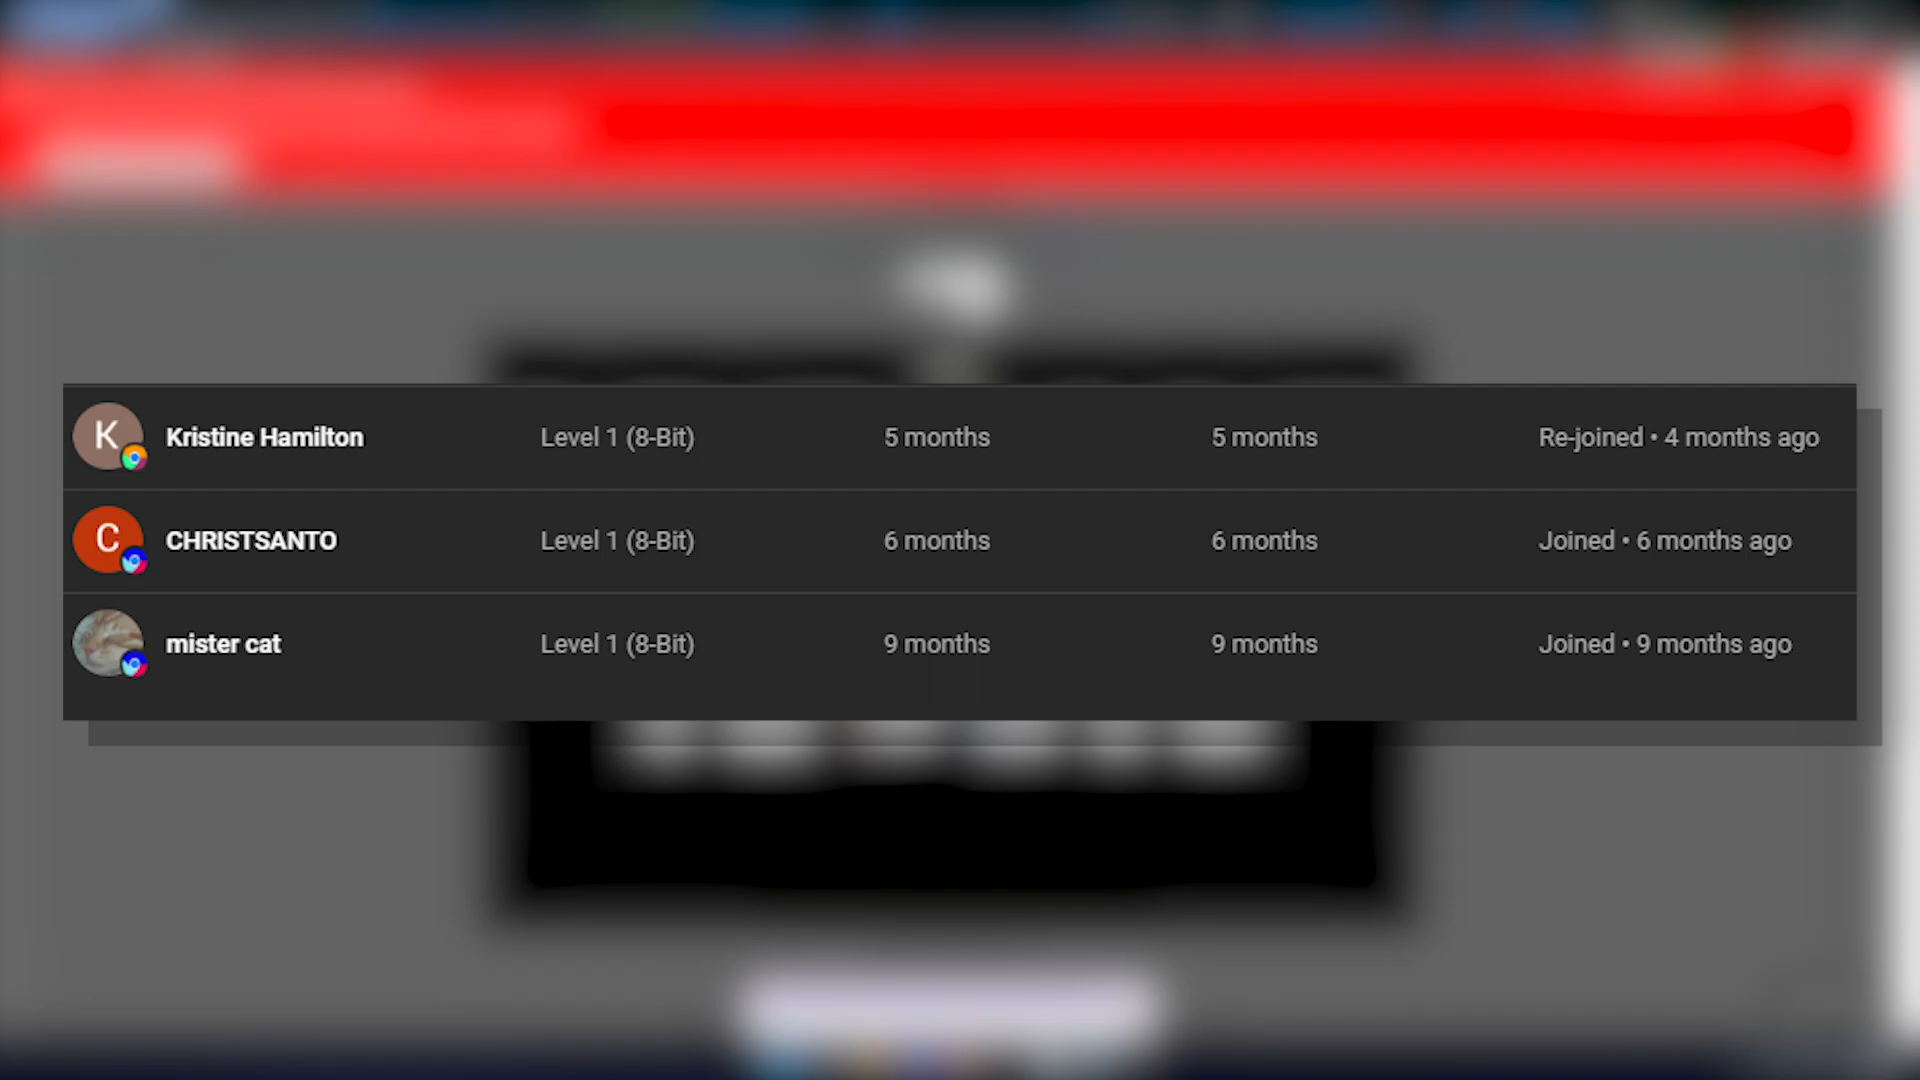 K Kristine Hamilton Level 1 (8-Bit) 5 months 5 months Re-joined • 4 months ago
C CHRISTSANTO Level 1 (8-Bit) 6 months 6 months Joined • 6 months ago
mister cat Level 1 (8-Bit) 9 months 9 months Joined • 9 months ago